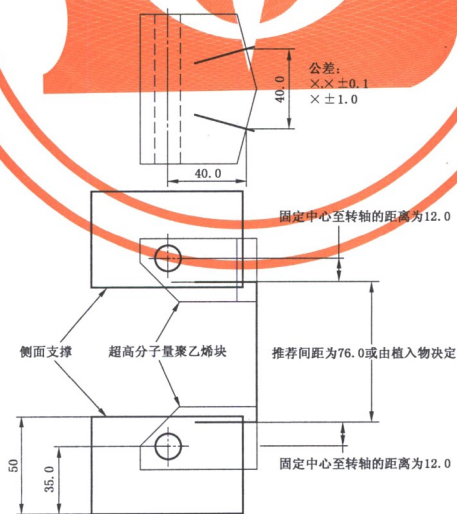 公差：
×.×±0.1
×±1.0
40.0
40.0
固定中心至转轴的距离为12.0
侧面支撑
超高分子量聚乙烯块
推荐间距为76.0或由植入物决定
50
35.0
固定中心至转轴的距离为12.0